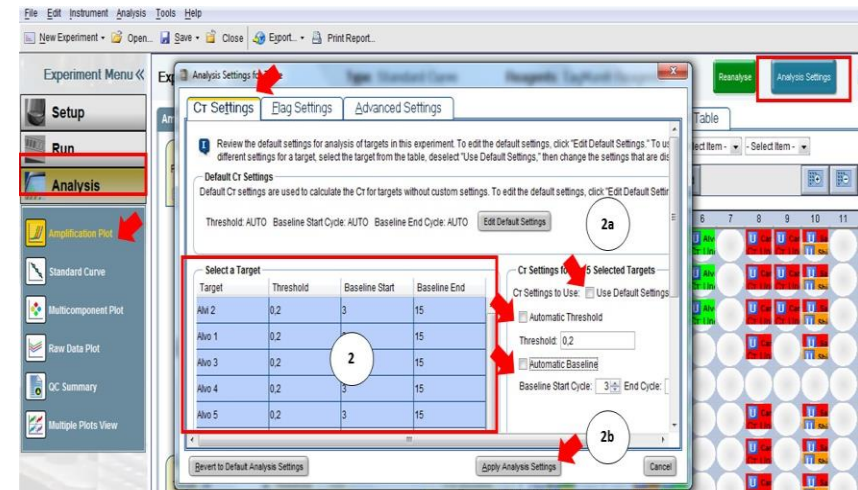 File Edit Instrument Analysis Tools Help
New Experiment Open... Save Close Export... Print Report...
Experiment Menu «
Setup
Run
Analysis
Amplification Plot
Standard Curve
Multicomponent Plot
Raw Data Plot
QC Summary
Multiple Plots View
Analysis Settings for
Reanalyse
Analysis Settings
Table
- Select Item -
CT Settings Flag Settings Advanced Settings
Review the default settings for analysis of targets in this experiment. To edit the default settings, click "Edit Default Settings." To us
different settings for a target, select the target from the table, deselect "Use Default Settings," then change the settings that are dis
Default CT Settings
Default CT settings are used to calculate the CT for targets without custom settings. To edit the default settings, click "Edit Default Settin
Threshold: AUTO Baseline Start Cycle: AUTO Baseline End Cycle: AUTO Edit Default Settings
2a
Select a Target
Target Threshold Baseline Start Baseline End
Alvi 2 0,2 3 15
Alvo 1 0,2 15
Alvo 3 0,2 15
Alvo 4 0,2 3 15
Alvo 5 0,2 3 15
2
CT Settings 5 Selected Targets
CT Settings to Use: Use Default Settings
Automatic Threshold
Threshold: 0,2
Automatic Baseline
Baseline Start Cycle: 3 End Cycle:
2b
Revert to Default Analysis Settings Apply Analysis Settings Cancel
6 7 8 9 10 11